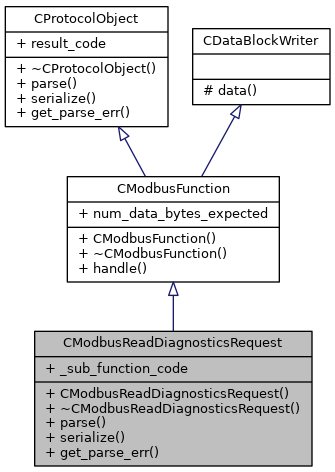 CProtocolObject
+ result_code
+ ~CProtocolObject()
+ parse()
+ serialize()
+ get_parse_err()
CDataBlockWriter
# data()
CModbusFunction
+ num_data_bytes_expected
+ CModbusFunction()
+ ~CModbusFunction()
+ handle()
CModbusReadDiagnosticsRequest
+ _sub_function_code
+ CModbusReadDiagnosticsRequest()
+ ~CModbusReadDiagnosticsRequest()
+ parse()
+ serialize()
+ get_parse_err()